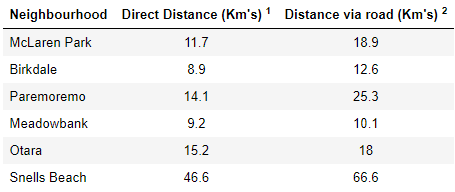 Neighbourhood Direct Distance (Km's) ¹ Distance via road (Km's) ²
McLaren Park 11.7 18.9
Birkdale 8.9 12.6
Paremoremo 14.1 25.3
Meadowbank 9.2 10.1
Otara 15.2 18
Snells Beach 46.6 66.6